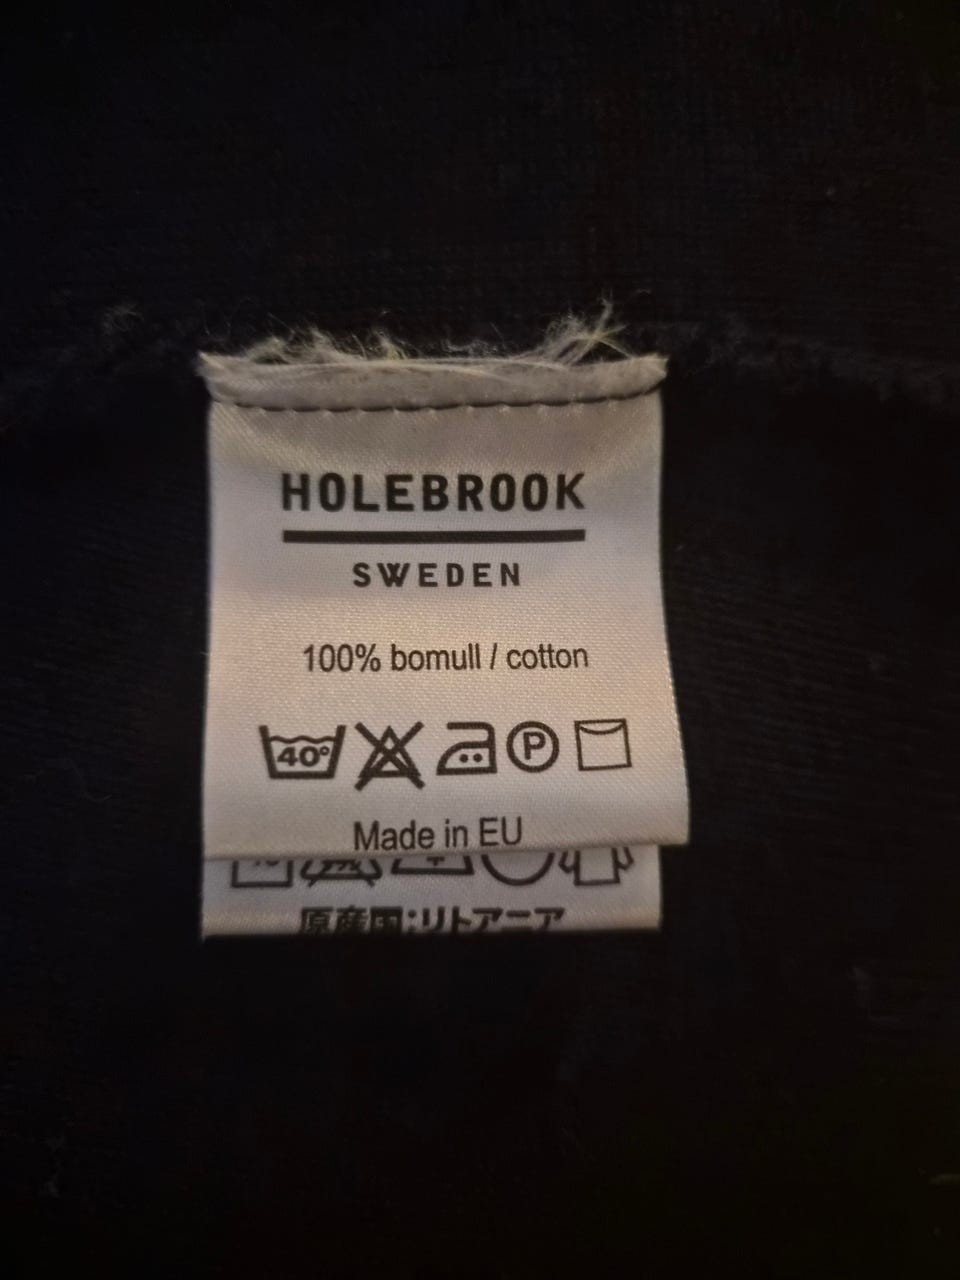 HOLEBROOK
SWEDEN
100% bomull / cotton
40°
P
Made in EU
原産国:リトアニア